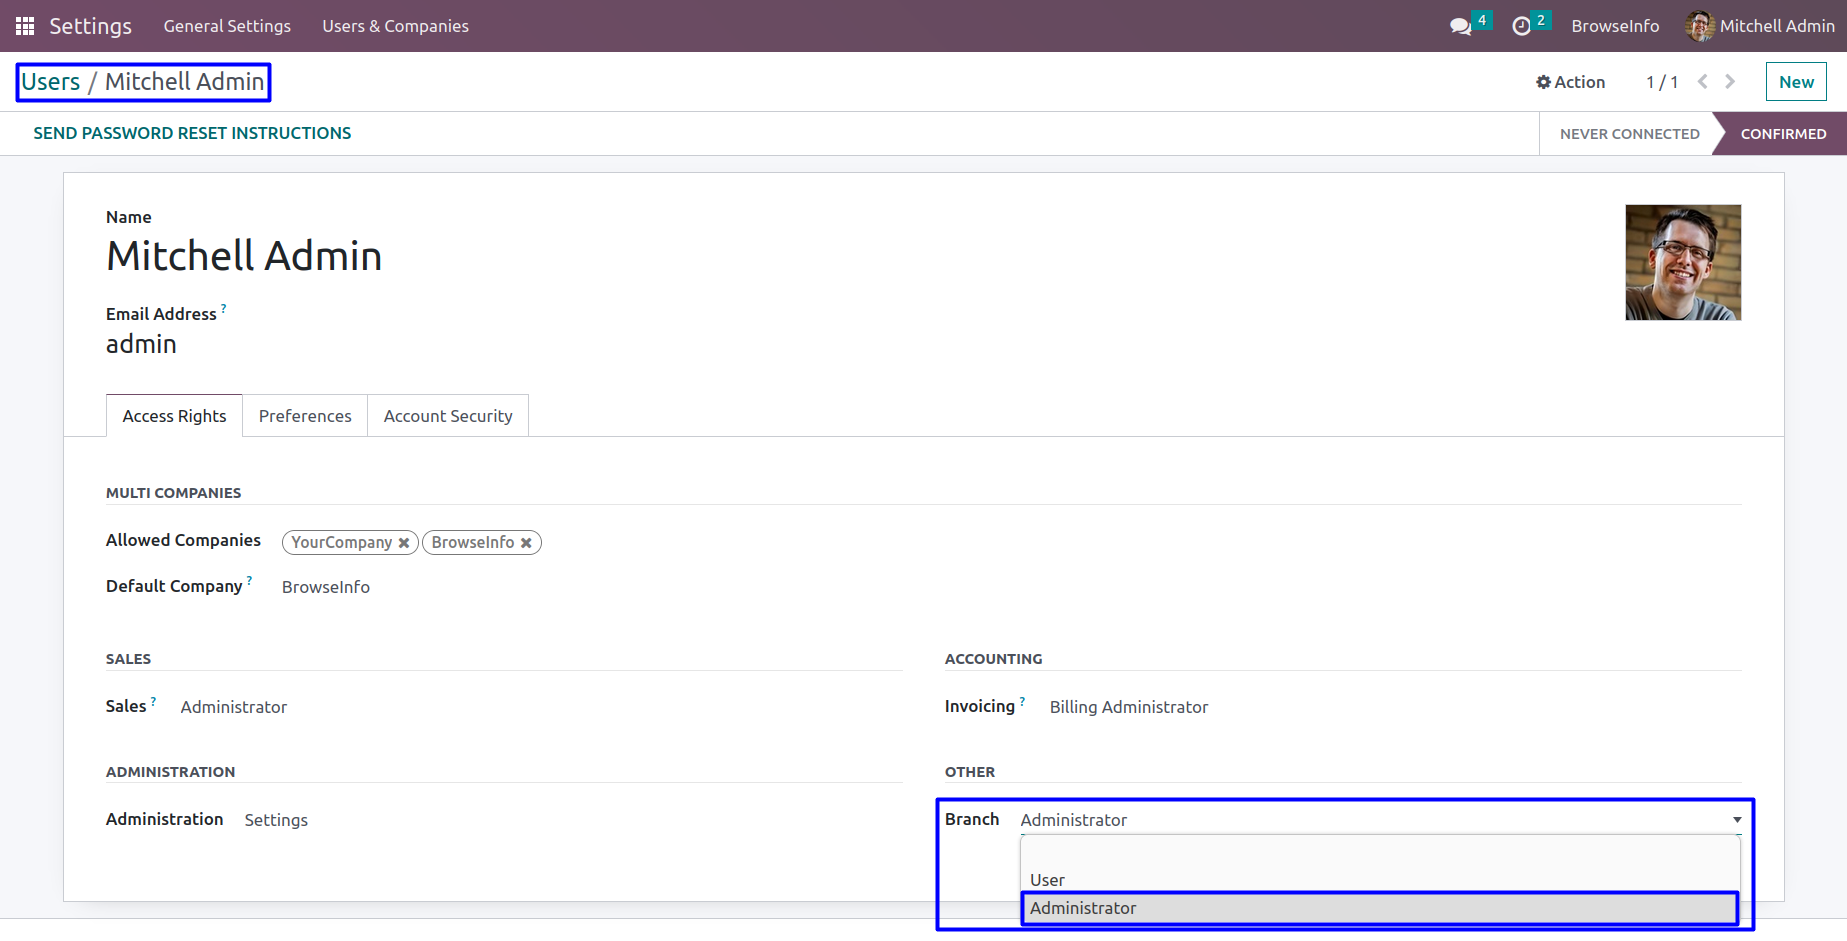 Settings General Settings Users & Companies 4 2 BrowseInfo Mitchell Admin
Users / Mitchell Admin Action 1 / 1 New
SEND PASSWORD RESET INSTRUCTIONS NEVER CONNECTED CONFIRMED
Name
Mitchell Admin
Email Address ?
admin
Access Rights Preferences Account Security
MULTI COMPANIES
Allowed Companies YourCompany BrowseInfo
Default Company ? BrowseInfo
SALES ACCOUNTING
Sales ? Administrator Invoicing ? Billing Administrator
ADMINISTRATION OTHER
Administration Settings Branch Administrator
User
Administrator